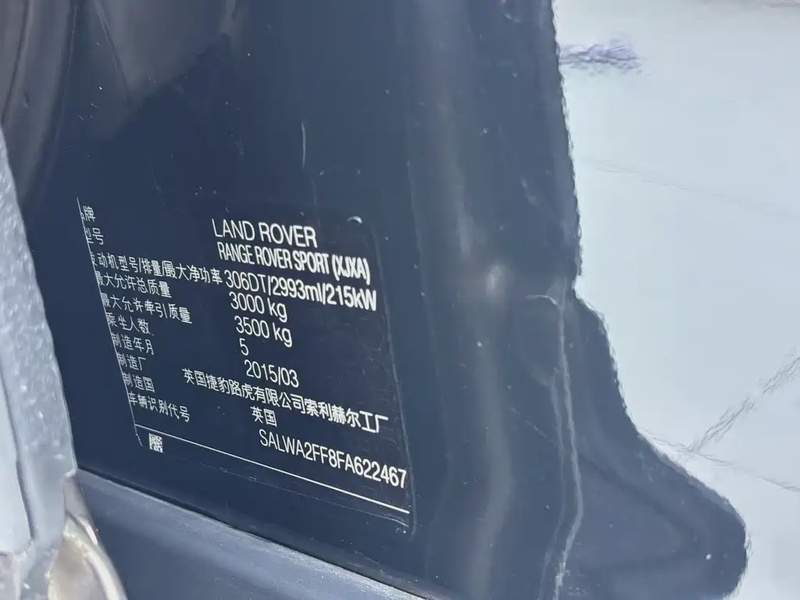 牌 LAND ROVER
型号 RANGE ROVER SPORT (XJXA)
发动机型号/排量/最大净功率 306DT/2993ml/215kW
最大允许总质量 3000 kg
最大允许牵引质量 3500 kg
乘坐人数 5
制造年月 2015/03
制造厂 英国捷豹路虎有限公司索利赫尔工厂
制造国 英国
车辆识别代号 SALWA2FF8FA622467